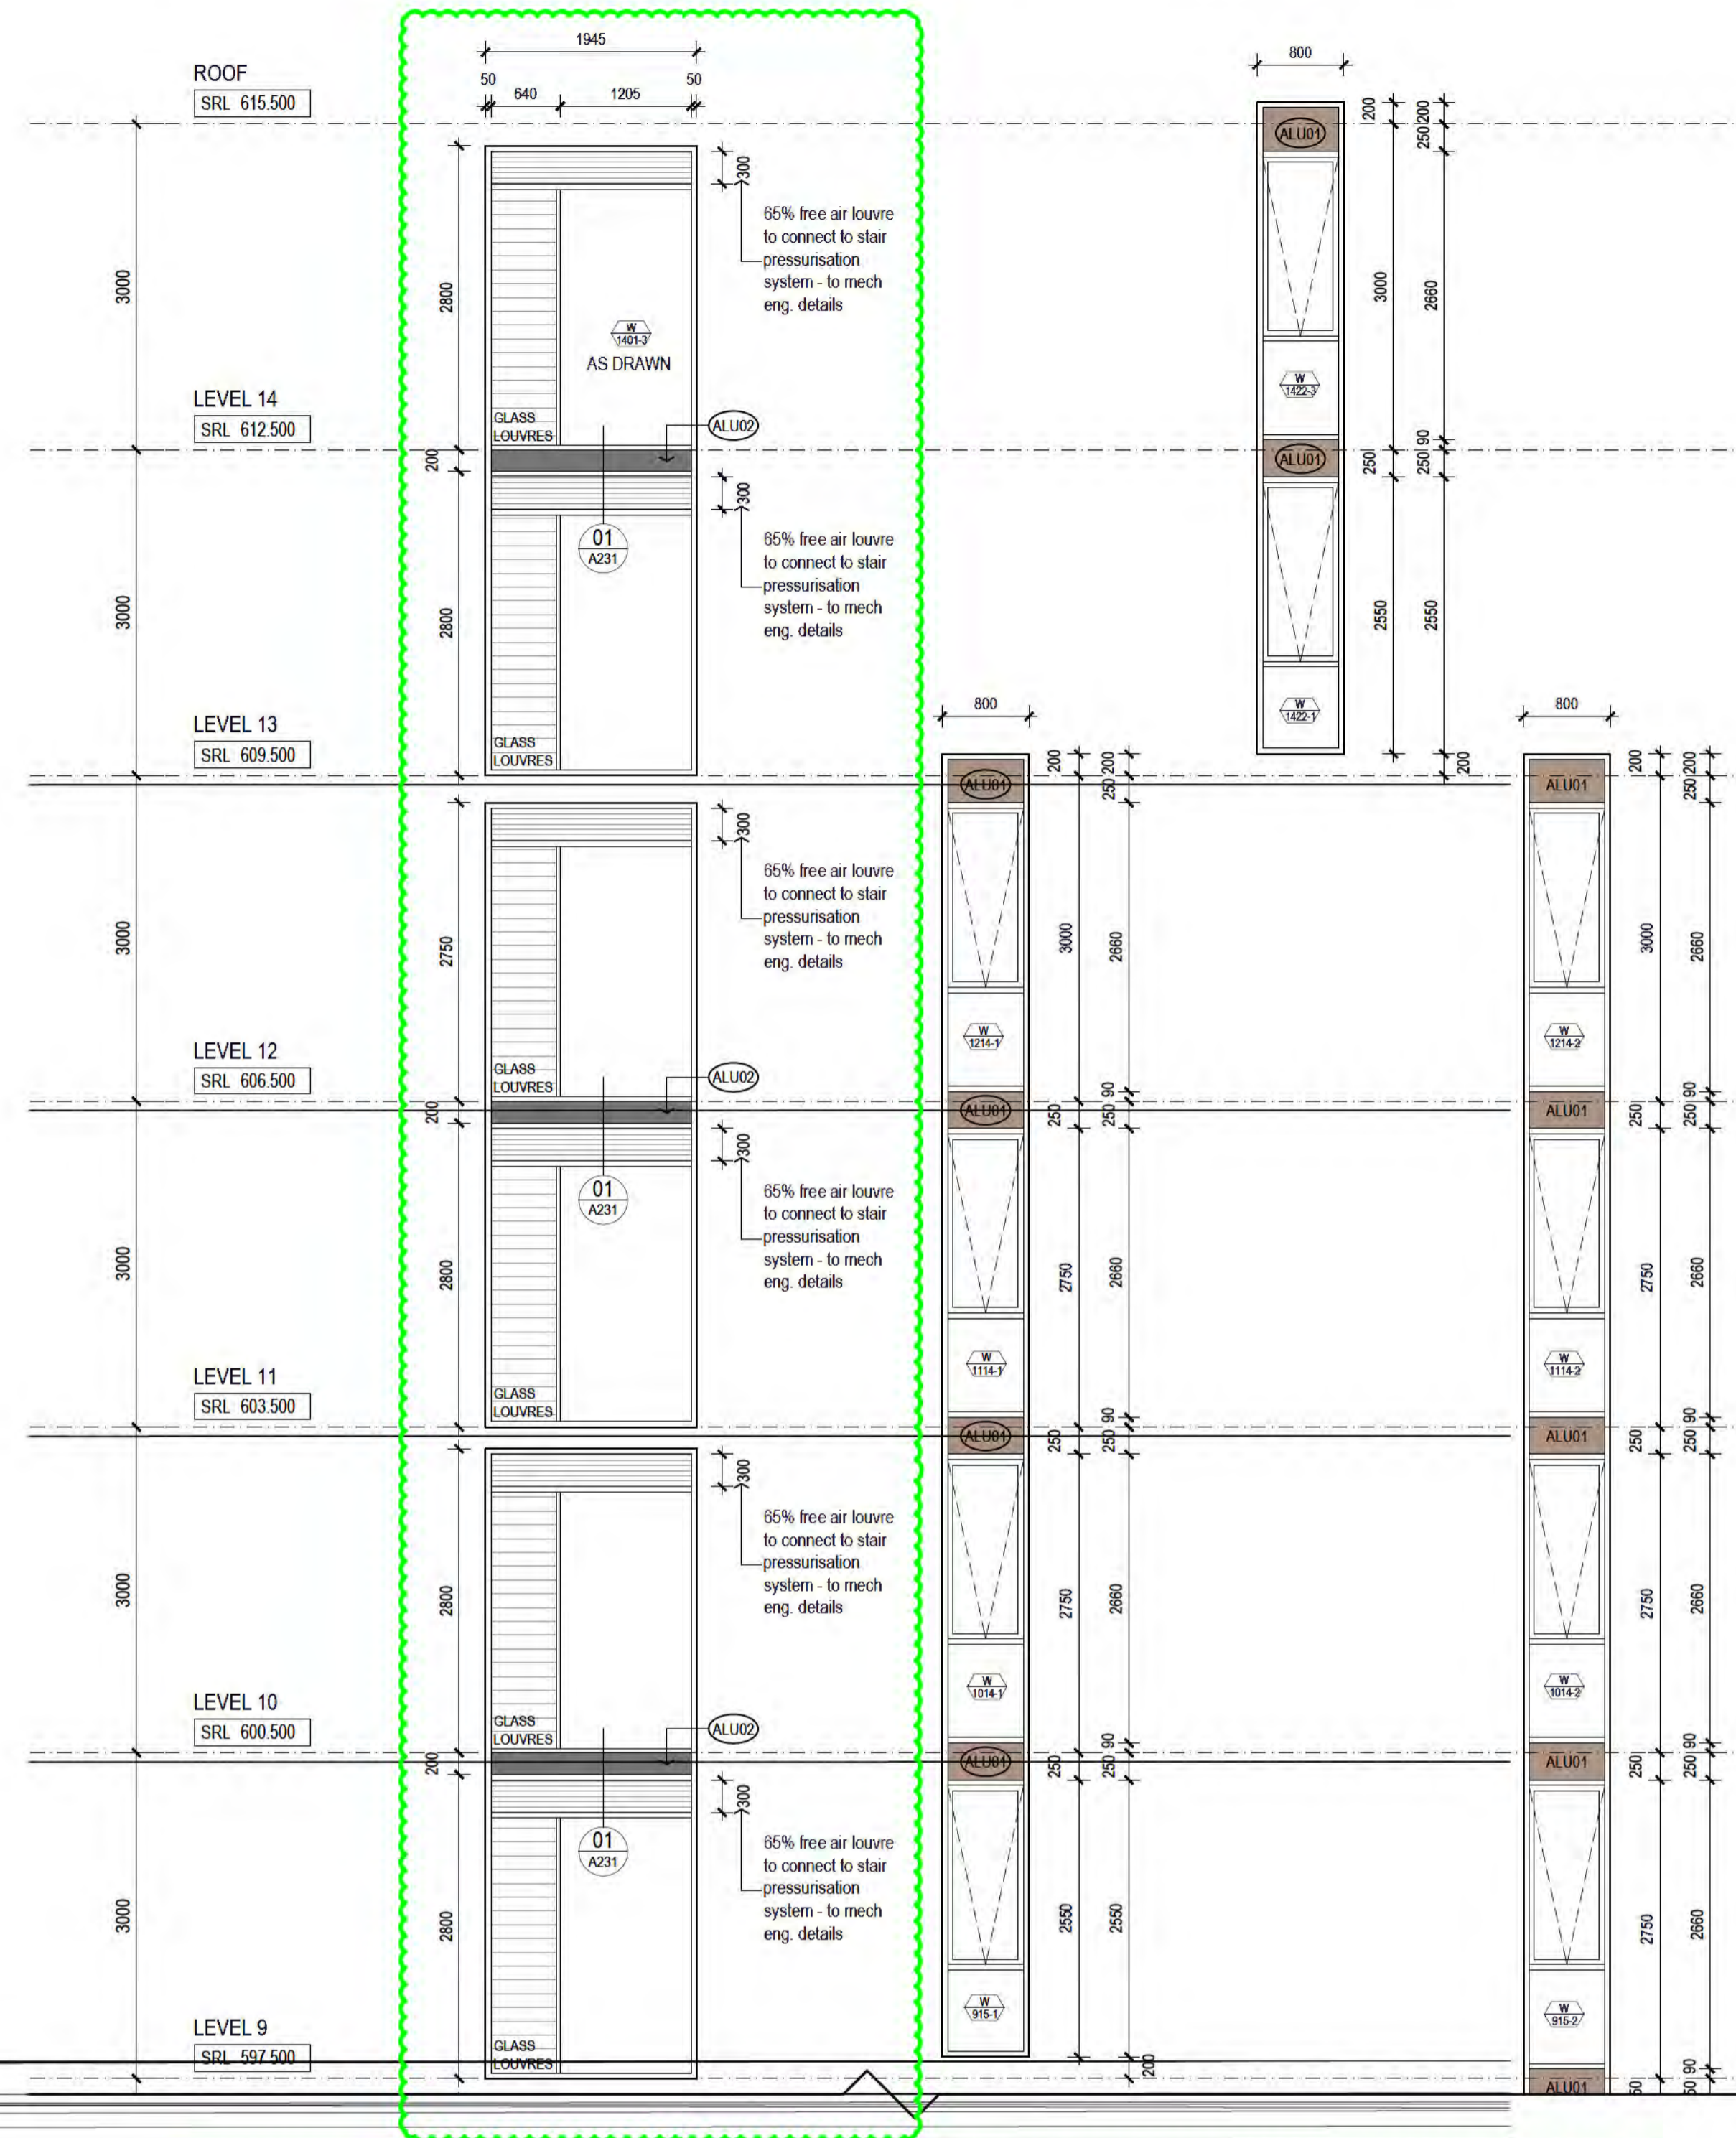 1945
50
50
640
1205
800
ROOF
SRL 615.500
ALU01
200
250 200
300
65% free air louvre
to connect to stair
pressurisation
system - to mech
eng. details
3000
2800
3000
2660
W
1401-3
AS DRAWN
W
1422-3
LEVEL 14
SRL 612.500
GLASS
LOUVRES
ALU02
200
ALU01
250
250 90
300
65% free air louvre
to connect to stair
pressurisation
system - to mech
eng. details
01
A231
3000
2800
2550
2550
W
1422-1
800
800
LEVEL 13
SRL 609.500
GLASS
LOUVRES
200
ALU01
200
250 200
ALU01
200
250 200
300
65% free air louvre
to connect to stair
pressurisation
system - to mech
eng. details
3000
2750
3000
2660
3000
2660
W
1214-1
W
1214-2
LEVEL 12
SRL 606.500
GLASS
LOUVRES
ALU02
200
ALU01
250
250 90
ALU01
250
250 90
300
65% free air louvre
to connect to stair
pressurisation
system - to mech
eng. details
01
A231
3000
2800
2750
2660
2750
2660
W
1114-1
W
1114-2
LEVEL 11
SRL 603.500
GLASS
LOUVRES
ALU01
250
250 90
ALU01
250
250 90
300
65% free air louvre
to connect to stair
pressurisation
system - to mech
eng. details
3000
2800
2750
2660
2750
2660
W
1014-1
W
1014-2
LEVEL 10
SRL 600.500
GLASS
LOUVRES
ALU02
200
ALU01
250
250 90
ALU01
250
250 90
300
65% free air louvre
to connect to stair
pressurisation
system - to mech
eng. details
01
A231
3000
2800
2550
2550
2750
2660
W
915-1
W
915-2
LEVEL 9
SRL 597.500
GLASS
LOUVRES
200
ALU01
50
50 90